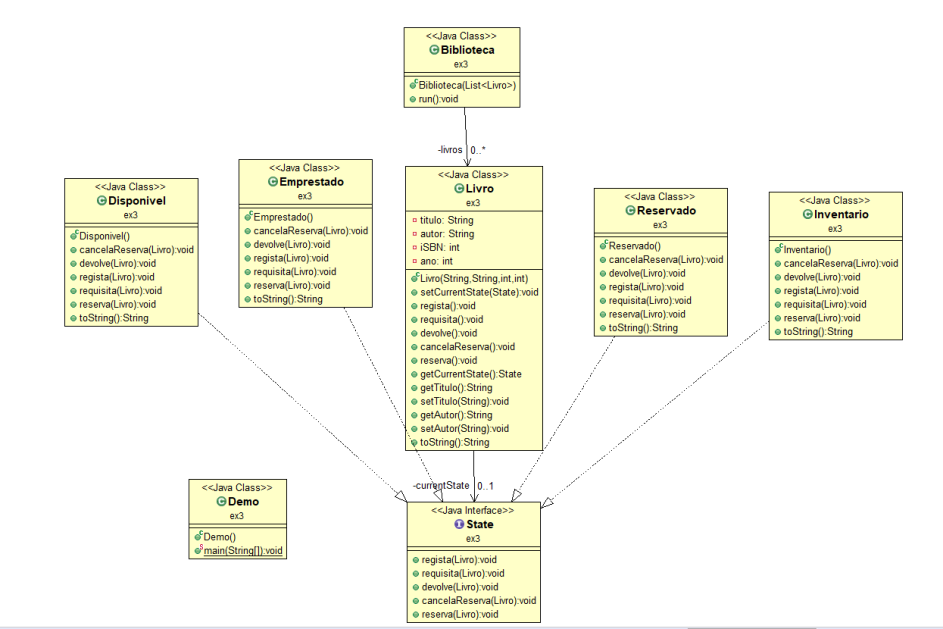 <<Java Class>>
Biblioteca
ex3
Biblioteca(List<Livro>)
run():void
-livros 0..*
<<Java Class>>
Disponivel
ex3
Disponivel()
cancelaReserva(Livro):void
devolve(Livro):void
regista(Livro):void
requisita(Livro):void
reserva(Livro):void
toString():String
<<Java Class>>
Emprestado
ex3
Emprestado()
cancelaReserva(Livro):void
devolve(Livro):void
regista(Livro):void
requisita(Livro):void
reserva(Livro):void
toString():String
<<Java Class>>
Livro
ex3
titulo: String
autor: String
iSBN: int
ano: int
Livro(String,String,int,int)
setCurrentState(State):void
regista():void
requisita():void
devolve():void
cancelaReserva():void
reserva():void
getCurrentState():State
getTitulo():String
setTitulo(String):void
getAutor():String
setAutor(String):void
toString():String
<<Java Class>>
Reservado
ex3
Reservado()
cancelaReserva(Livro):void
devolve(Livro):void
regista(Livro):void
requisita(Livro):void
reserva(Livro):void
toString():String
<<Java Class>>
Inventario
ex3
Inventario()
cancelaReserva(Livro):void
devolve(Livro):void
regista(Livro):void
requisita(Livro):void
reserva(Livro):void
toString():String
-currentState 0..1
<<Java Class>>
Demo
ex3
Demo()
main(String[]):void
<<Java Interface>>
State
ex3
regista(Livro):void
requisita(Livro):void
devolve(Livro):void
cancelaReserva(Livro):void
reserva(Livro):void